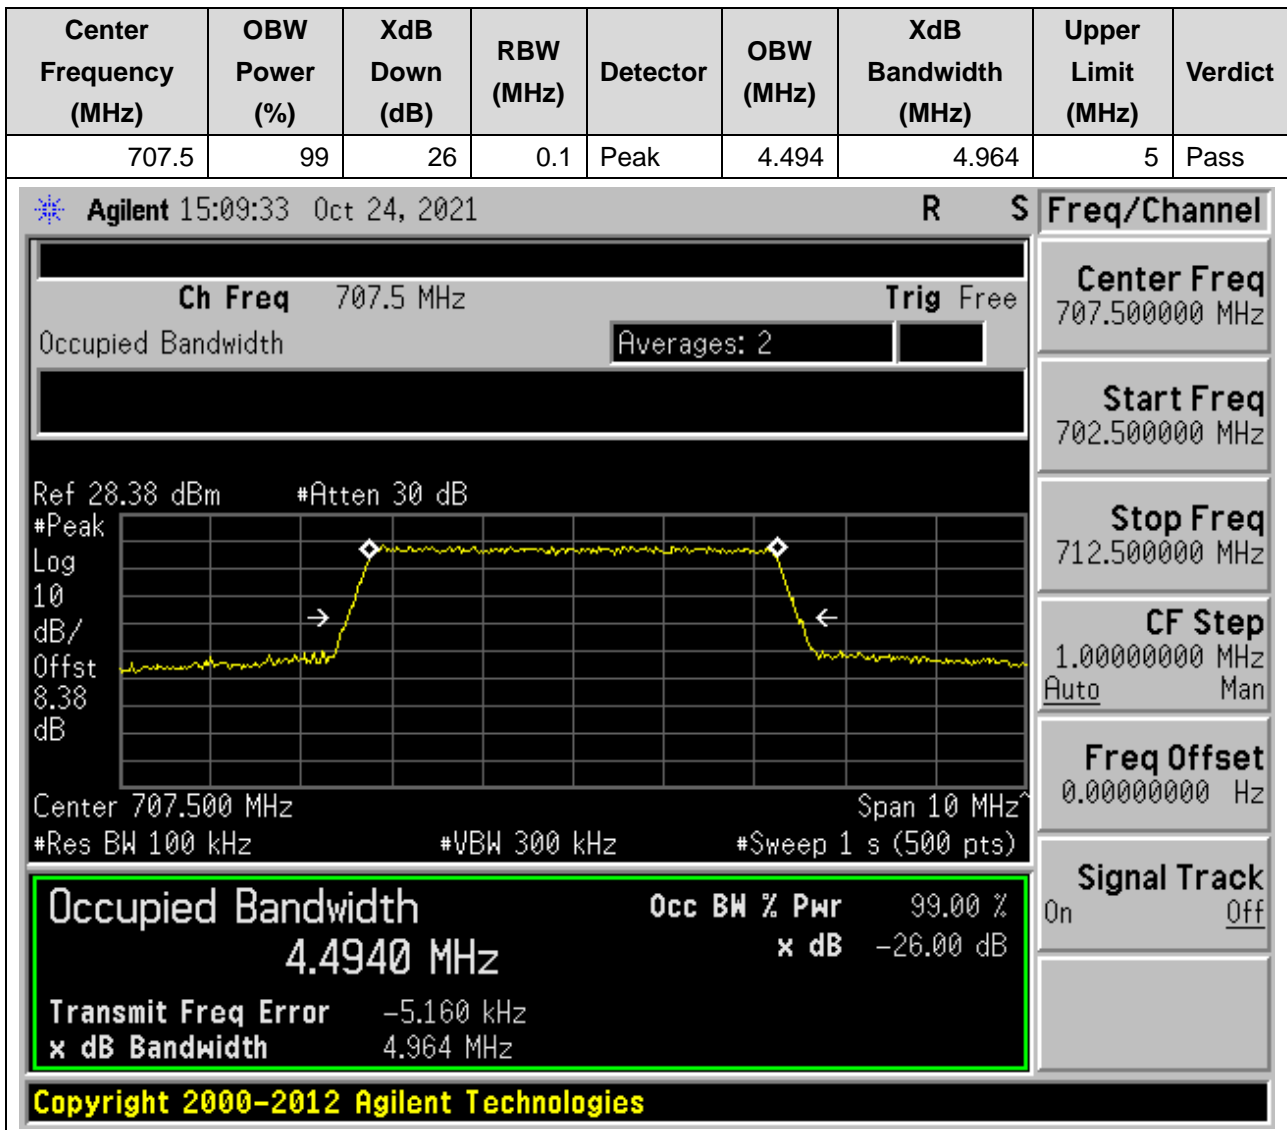 Center Frequency (MHz) OBW Power (%) XdB Down (dB) RBW (MHz) Detector OBW (MHz) XdB Bandwidth (MHz) Upper Limit (MHz) Verdict
707.5 99 26 0.1 Peak 4.494 4.964 5 Pass
Agilent 15:09:33 Oct 24, 2021 R S
Ch Freq 707.5 MHz Trig Free
Occupied Bandwidth Averages: 2
Ref 28.38 dBm #Atten 30 dB
#Peak
Log
10
dB/
Offst
8.38
dB
Center 707.500 MHz Span 10 MHz^
#Res BW 100 kHz #VBW 300 kHz #Sweep 1 s (500 pts)
Occupied Bandwidth Occ BW % Pwr 99.00 %
4.4940 MHz x dB -26.00 dB
Transmit Freq Error -5.160 kHz
x dB Bandwidth 4.964 MHz
Freq/Channel
Center Freq
707.500000 MHz
Start Freq
702.500000 MHz
Stop Freq
712.500000 MHz
CF Step
1.00000000 MHz
Auto Man
Freq Offset
0.00000000 Hz
Signal Track
On Off
Copyright 2000-2012 Agilent Technologies